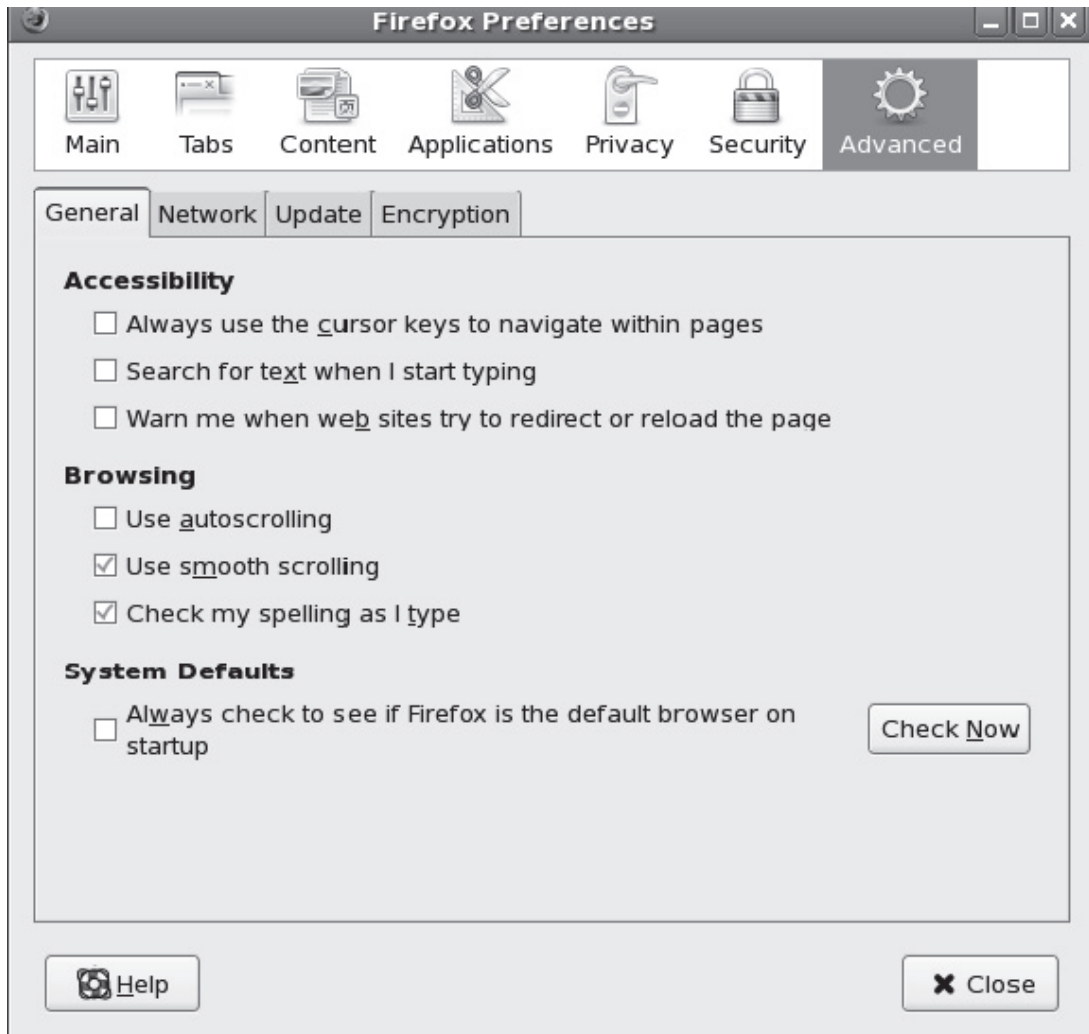 Firefox Preferences
Main Tabs Content Applications Privacy Security Advanced
General Network Update Encryption
Accessibility
Always use the cursor keys to navigate within pages
Search for text when I start typing
Warn me when web sites try to redirect or reload the page
Browsing
Use autoscrolling
Use smooth scrolling
Check my spelling as I type
System Defaults
Always check to see if Firefox is the default browser on
startup
Check Now
Help
Close